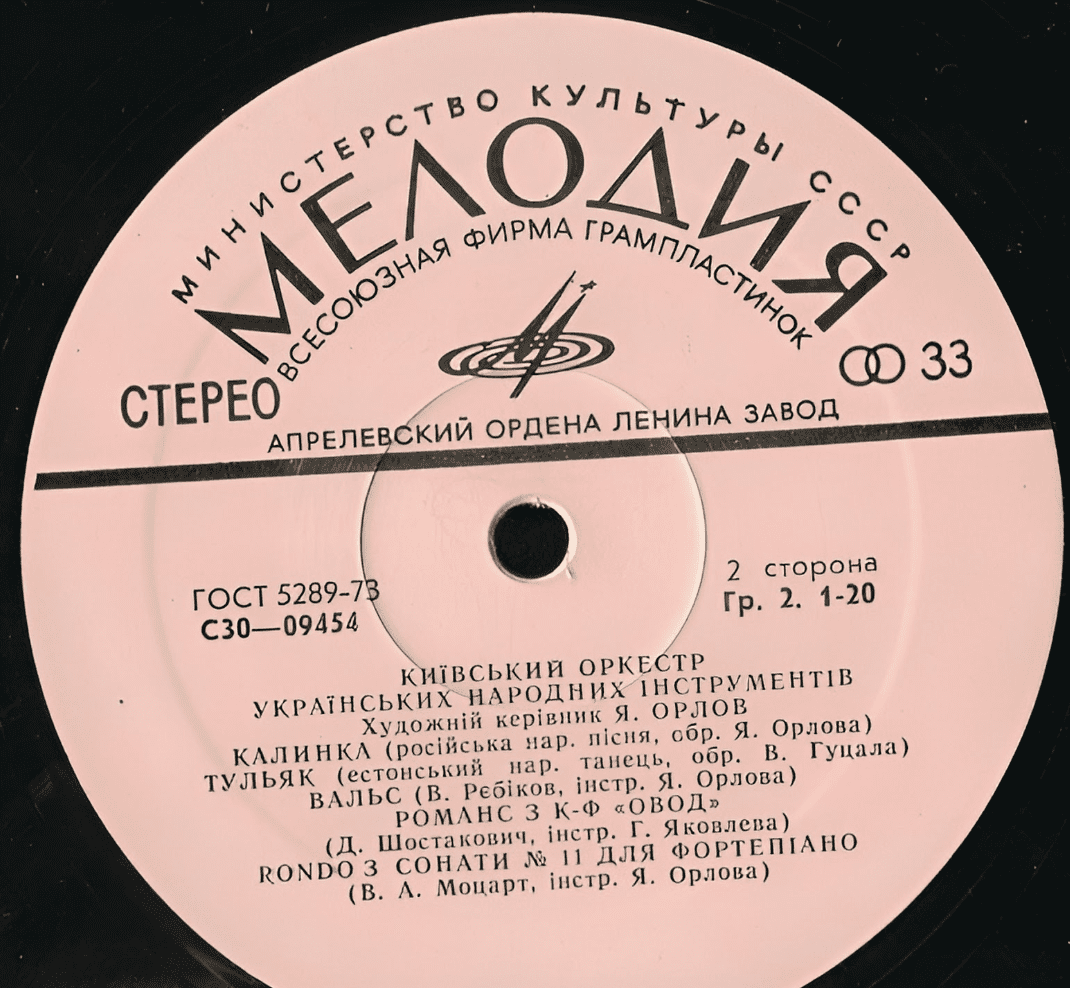 МИНИСТЕРСТВО КУЛЬТУРЫ СССР
МЕЛОДИЯ
ВСЕСОЮЗНАЯ ФИРМА ГРАМПЛАСТИНОК
СТЕРЕО
33
АПРЕЛЕВСКИЙ ОРДЕНА ЛЕНИНА ЗАВОД
ГОСТ 5289-73
С30—09454
2 сторона
Гр. 2. 1-20
КИЇВСЬКИЙ ОРКЕСТР
УКРАЇНСЬКИХ НАРОДНИХ ІНСТРУМЕНТІВ
Художній керівник Я. ОРЛОВ
КАЛИНКА (російська нар. пісня, обр. Я. Орлова)
ТУЛЬЯК (естонський нар. танець, обр. В. Гуцала)
ВАЛЬС (В. Рєбіков, інстр. Я. Орлова)
РОМАНС З К-Ф «ОВОД»
(Д. Шостакович, інстр. Г. Яковлева)
RONDO З СОНАТИ № 11 ДЛЯ ФОРТЕПІАНО
(В. А. Моцарт, інстр. Я. Орлова)